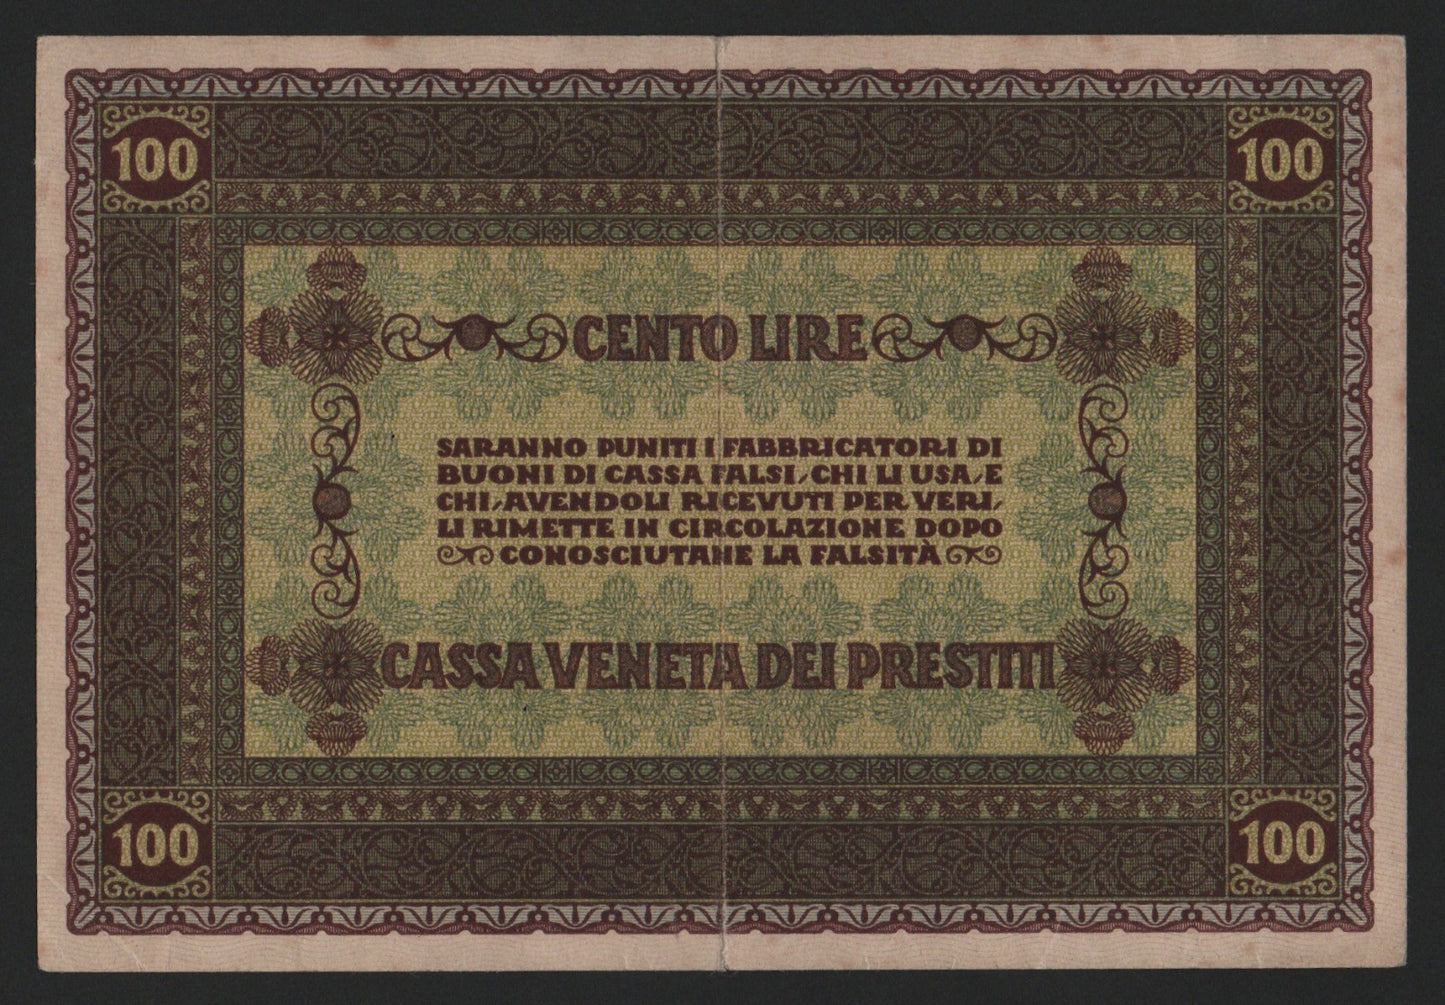 100 100
CENTO LIRE
SARANNO PUNITI I FABBRICATORI DI
BUONI DI CASSA FALSI, CHI LI USA, E
CHI, AVENDOLI RICEVUTI PER VERI,
LI RIMETTE IN CIRCOLAZIONE DOPO
CONOSCIUTANE LA FALSITÀ
CASSA VENETA DEI PRESTITI
100 100